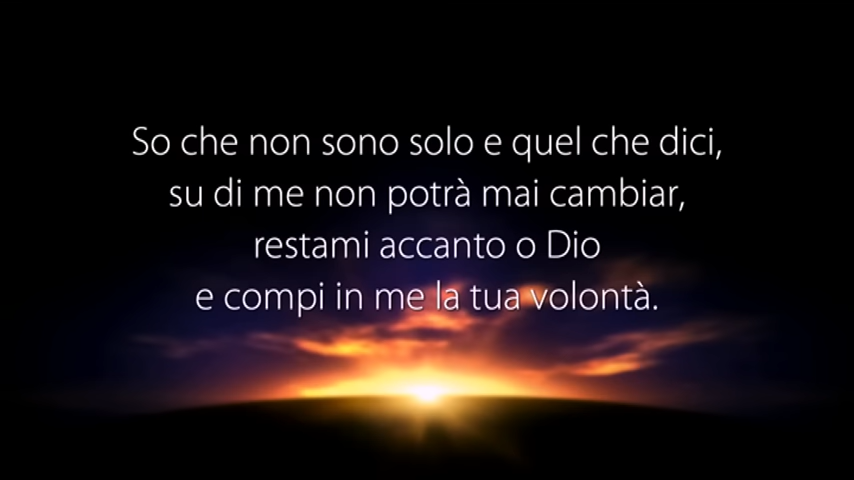 So che non sono solo e quel che dici,
su di me non potrà mai cambiar,
restami accanto o Dio
e compi in me la tua volontà.